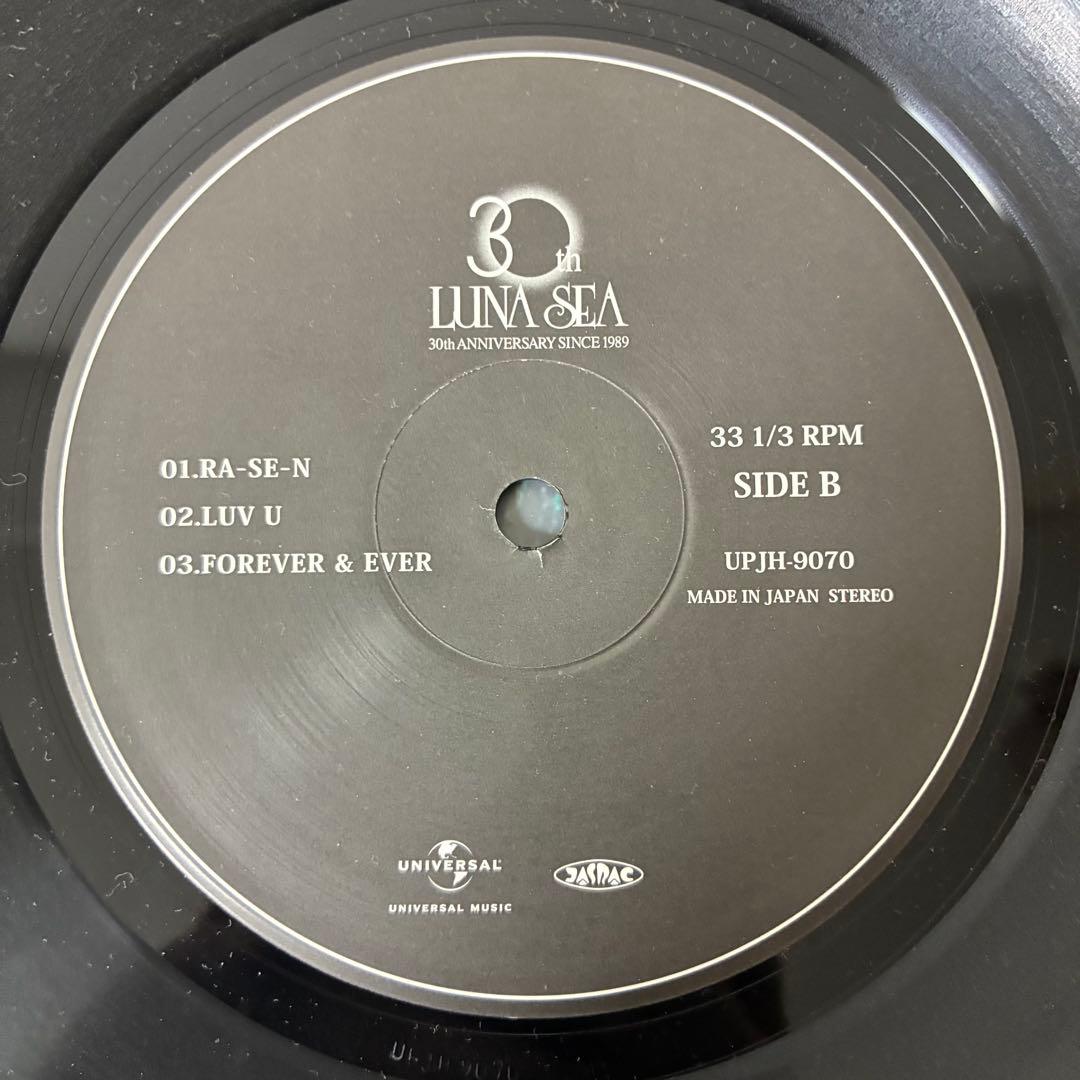 30th
LUNA SEA
30th ANNIVERSARY SINCE 1989
01.RA-SE-N
02.LUV U
03.FOREVER & EVER
33 1/3 RPM
SIDE B
UPJH-9070
MADE IN JAPAN STEREO
UNIVERSAL
UNIVERSAL MUSIC
JASRAC